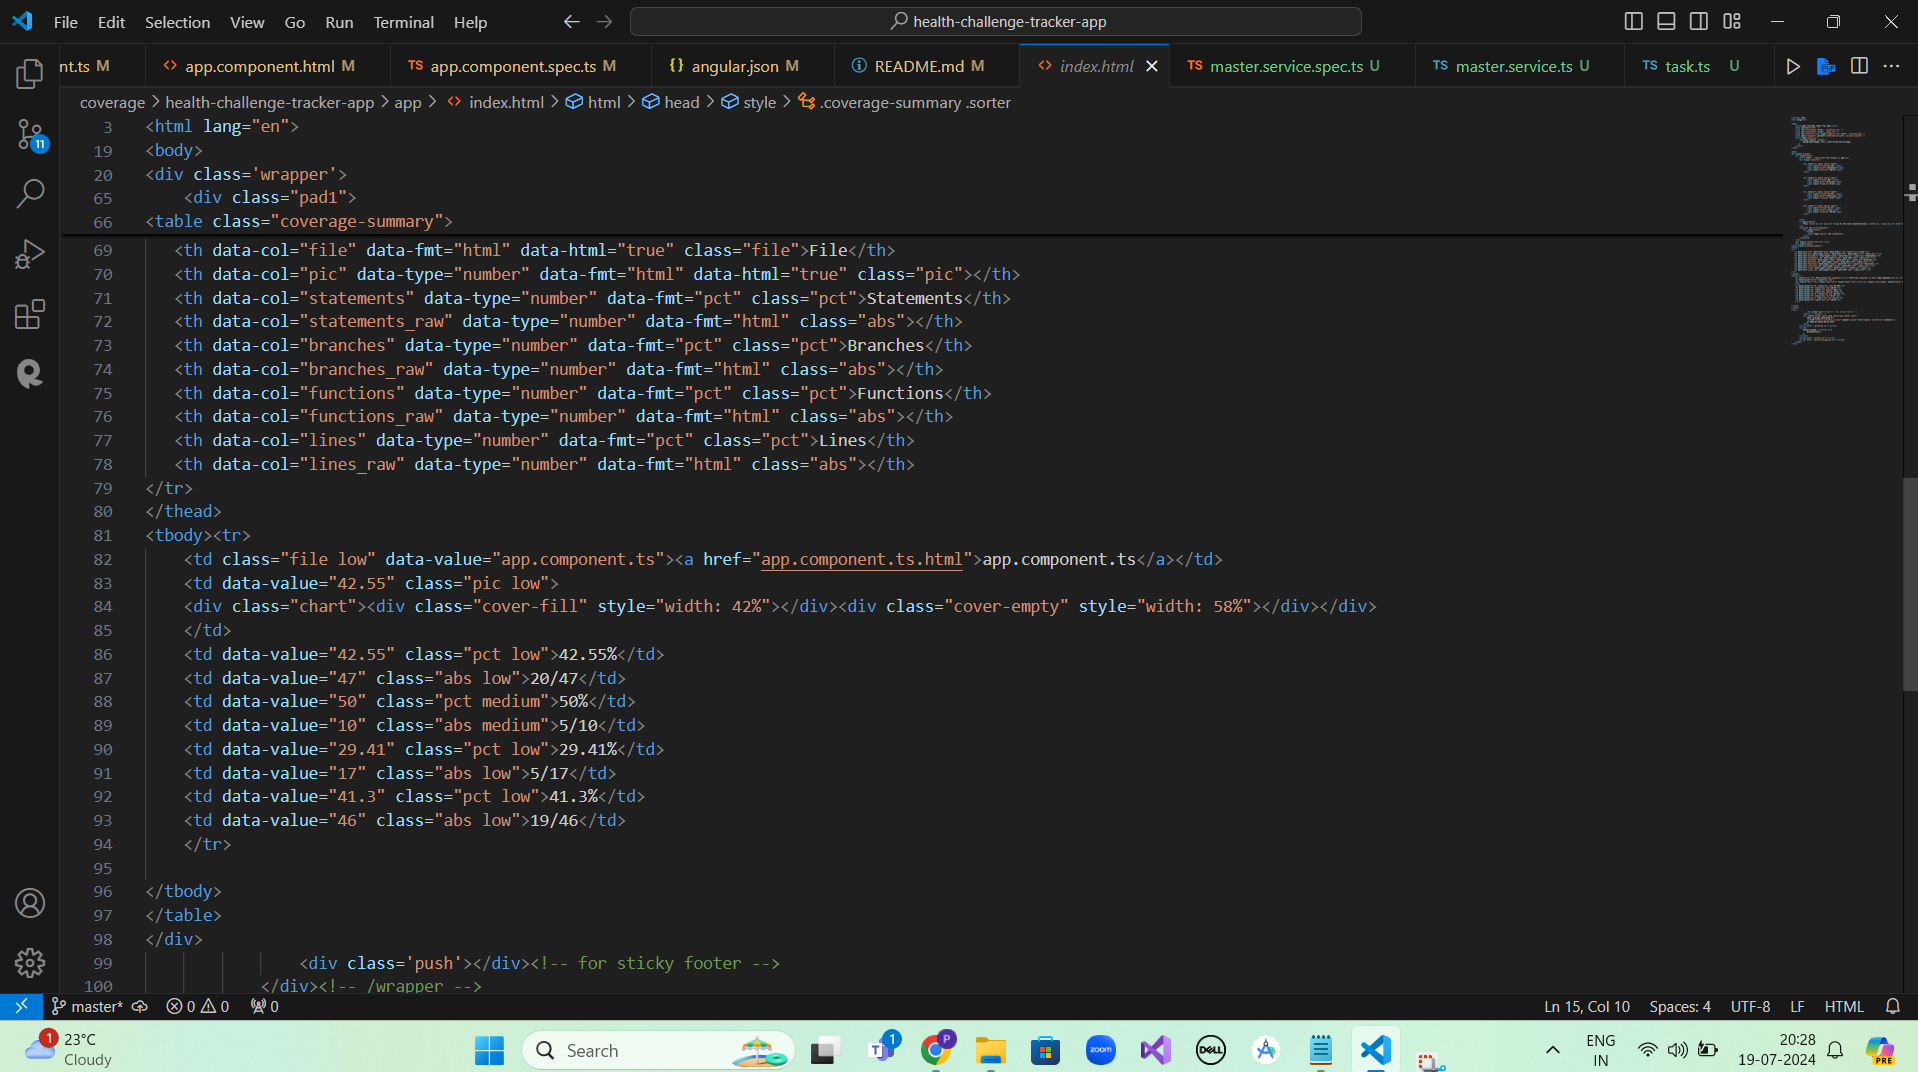 File Edit Selection View Go Run Terminal Help
health-challenge-tracker-app
nt.ts M
app.component.html M
TS app.component.spec.ts M
{} angular.json M
README.md M
index.html
TS master.service.spec.ts U
TS master.service.ts U
TS task.ts U
coverage > health-challenge-tracker-app > app > index.html > html > head > style > .coverage-summary .sorter
3 <html lang="en">
19 <body>
20 <div class='wrapper'>
65 <div class="pad1">
66 <table class="coverage-summary">
69 <th data-col="file" data-fmt="html" data-html="true" class="file">File</th>
70 <th data-col="pic" data-type="number" data-fmt="html" data-html="true" class="pic"></th>
71 <th data-col="statements" data-type="number" data-fmt="pct" class="pct">Statements</th>
72 <th data-col="statements_raw" data-type="number" data-fmt="html" class="abs"></th>
73 <th data-col="branches" data-type="number" data-fmt="pct" class="pct">Branches</th>
74 <th data-col="branches_raw" data-type="number" data-fmt="html" class="abs"></th>
75 <th data-col="functions" data-type="number" data-fmt="pct" class="pct">Functions</th>
76 <th data-col="functions_raw" data-type="number" data-fmt="html" class="abs"></th>
77 <th data-col="lines" data-type="number" data-fmt="pct" class="pct">Lines</th>
78 <th data-col="lines_raw" data-type="number" data-fmt="html" class="abs"></th>
79 </tr>
80 </thead>
81 <tbody><tr>
82 <td class="file low" data-value="app.component.ts"><a href="app.component.ts.html">app.component.ts</a></td>
83 <td data-value="42.55" class="pic low">
84 <div class="chart"><div class="cover-fill" style="width: 42%"></div><div class="cover-empty" style="width: 58%"></div></div>
85 </td>
86 <td data-value="42.55" class="pct low">42.55%</td>
87 <td data-value="47" class="abs low">20/47</td>
88 <td data-value="50" class="pct medium">50%</td>
89 <td data-value="10" class="abs medium">5/10</td>
90 <td data-value="29.41" class="pct low">29.41%</td>
91 <td data-value="17" class="abs low">5/17</td>
92 <td data-value="41.3" class="pct low">41.3%</td>
93 <td data-value="46" class="abs low">19/46</td>
94 </tr>
95
96 </tbody>
97 </table>
98 </div>
99 <div class='push'></div><!-- for sticky footer -->
100 </div><!-- /wrapper -->
11
master* 0 0 0
Ln 15, Col 10 Spaces: 4 UTF-8 LF HTML
1 23°C
Cloudy
Search
T 1
P
zoom
DELL
ENG
IN
20:28
19-07-2024
PRE